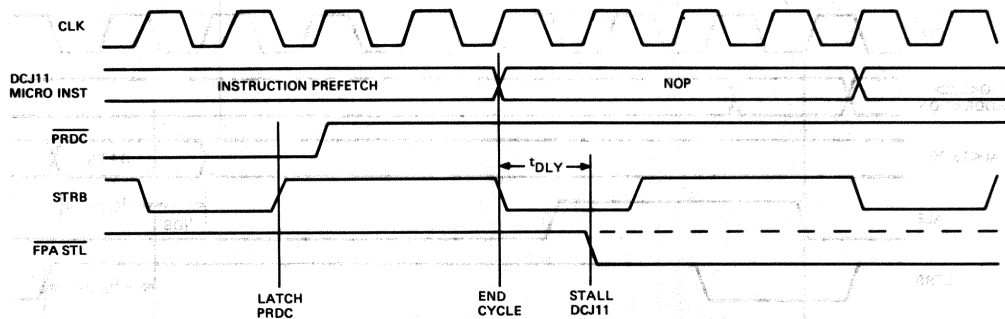 CLK
DCJ11
MICRO INST
INSTRUCTION PREFETCH
NOP
PRDC
tDLY
STRB
FPA STL
LATCH
PRDC
END
CYCLE
STALL
DCJ11